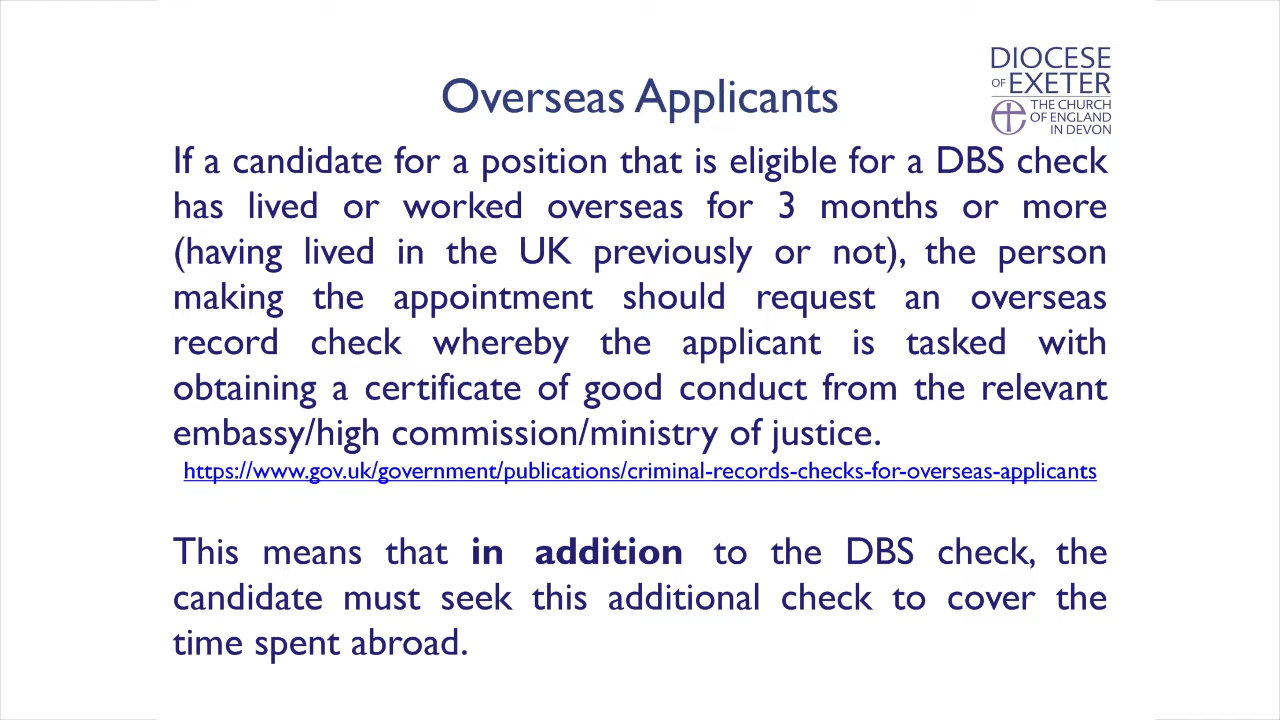 DIOCESE
OF EXETER
THE CHURCH
OF ENGLAND
IN DEVON
Overseas Applicants
If a candidate for a position that is eligible for a DBS check
has lived or worked overseas for 3 months or more
(having lived in the UK previously or not), the person
making the appointment should request an overseas
record check whereby the applicant is tasked with
obtaining a certificate of good conduct from the relevant
embassy/high commission/ministry of justice.
https://www.gov.uk/government/publications/criminal-records-checks-for-overseas-applicants
This means that in addition to the DBS check, the
candidate must seek this additional check to cover the
time spent abroad.